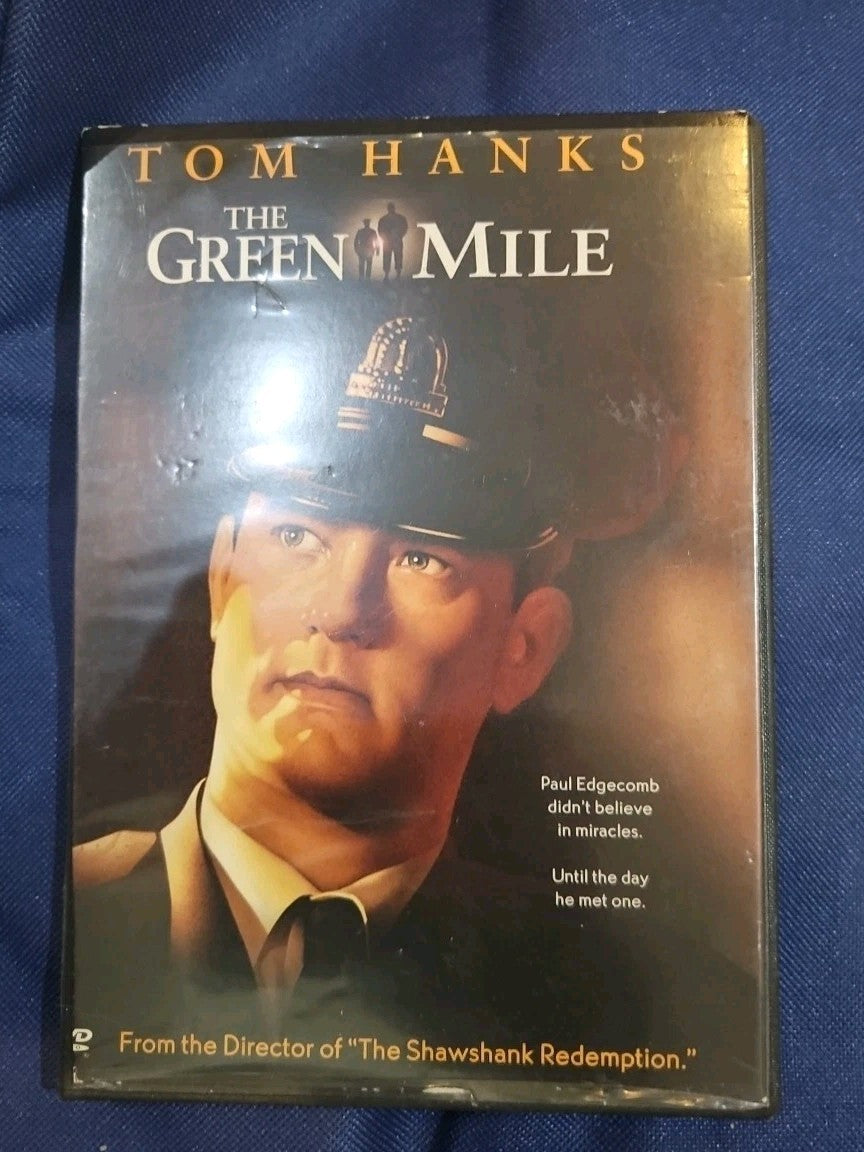 TOM HANKS
THE
GREEN MILE
Paul Edgecomb
didn't believe
in miracles.
Until the day
he met one.
From the Director of "The Shawshank Redemption."